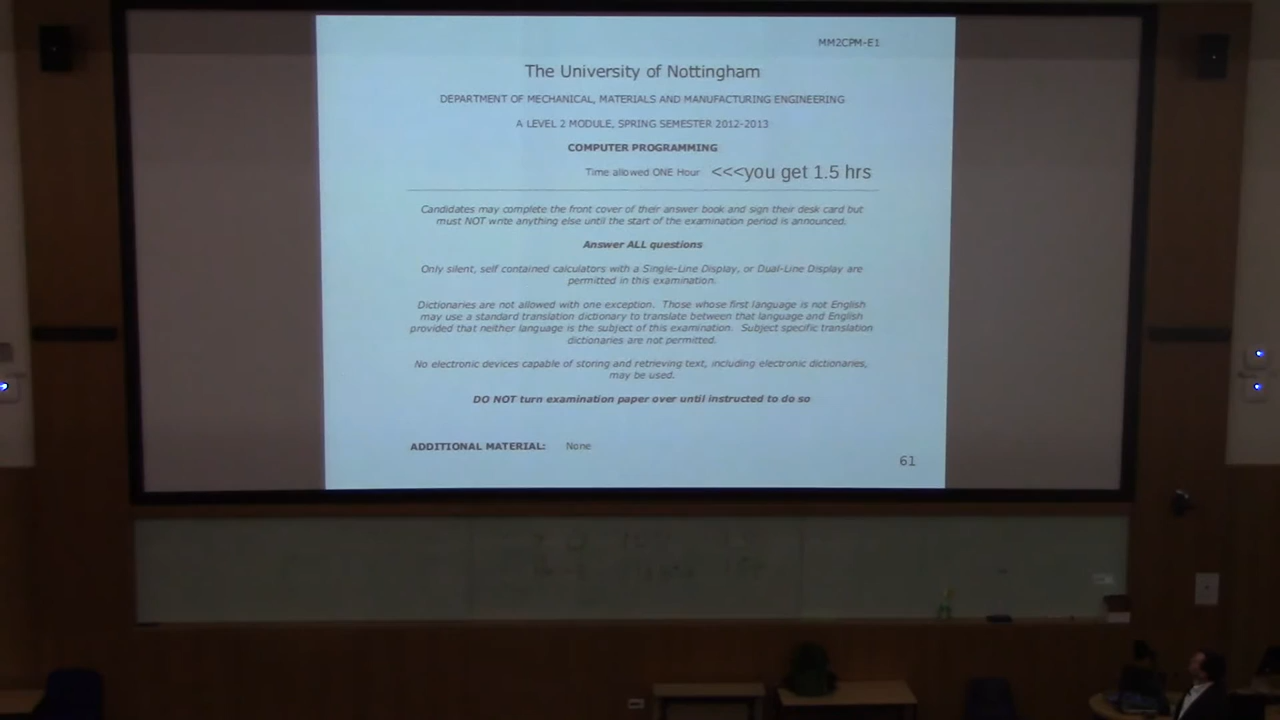 MM2CPM-E1
The University of Nottingham
DEPARTMENT OF MECHANICAL, MATERIALS AND MANUFACTURING ENGINEERING
A LEVEL 2 MODULE, SPRING SEMESTER 2012-2013
COMPUTER PROGRAMMING
Time allowed ONE Hour <<<you get 1.5 hrs
Candidates may complete the front cover of their answer book and sign their desk card but
must NOT write anything else until the start of the examination period is announced.
Answer ALL questions
Only silent, self contained calculators with a Single-Line Display, or Dual-Line Display are
permitted in this examination.
Dictionaries are not allowed with one exception. Those whose first language is not English
may use a standard translation dictionary to translate between that language and English
provided that neither language is the subject of this examination. Subject specific translation
dictionaries are not permitted.
No electronic devices capable of storing and retrieving text, including electronic dictionaries,
may be used.
DO NOT turn examination paper over until instructed to do so
ADDITIONAL MATERIAL: None
61